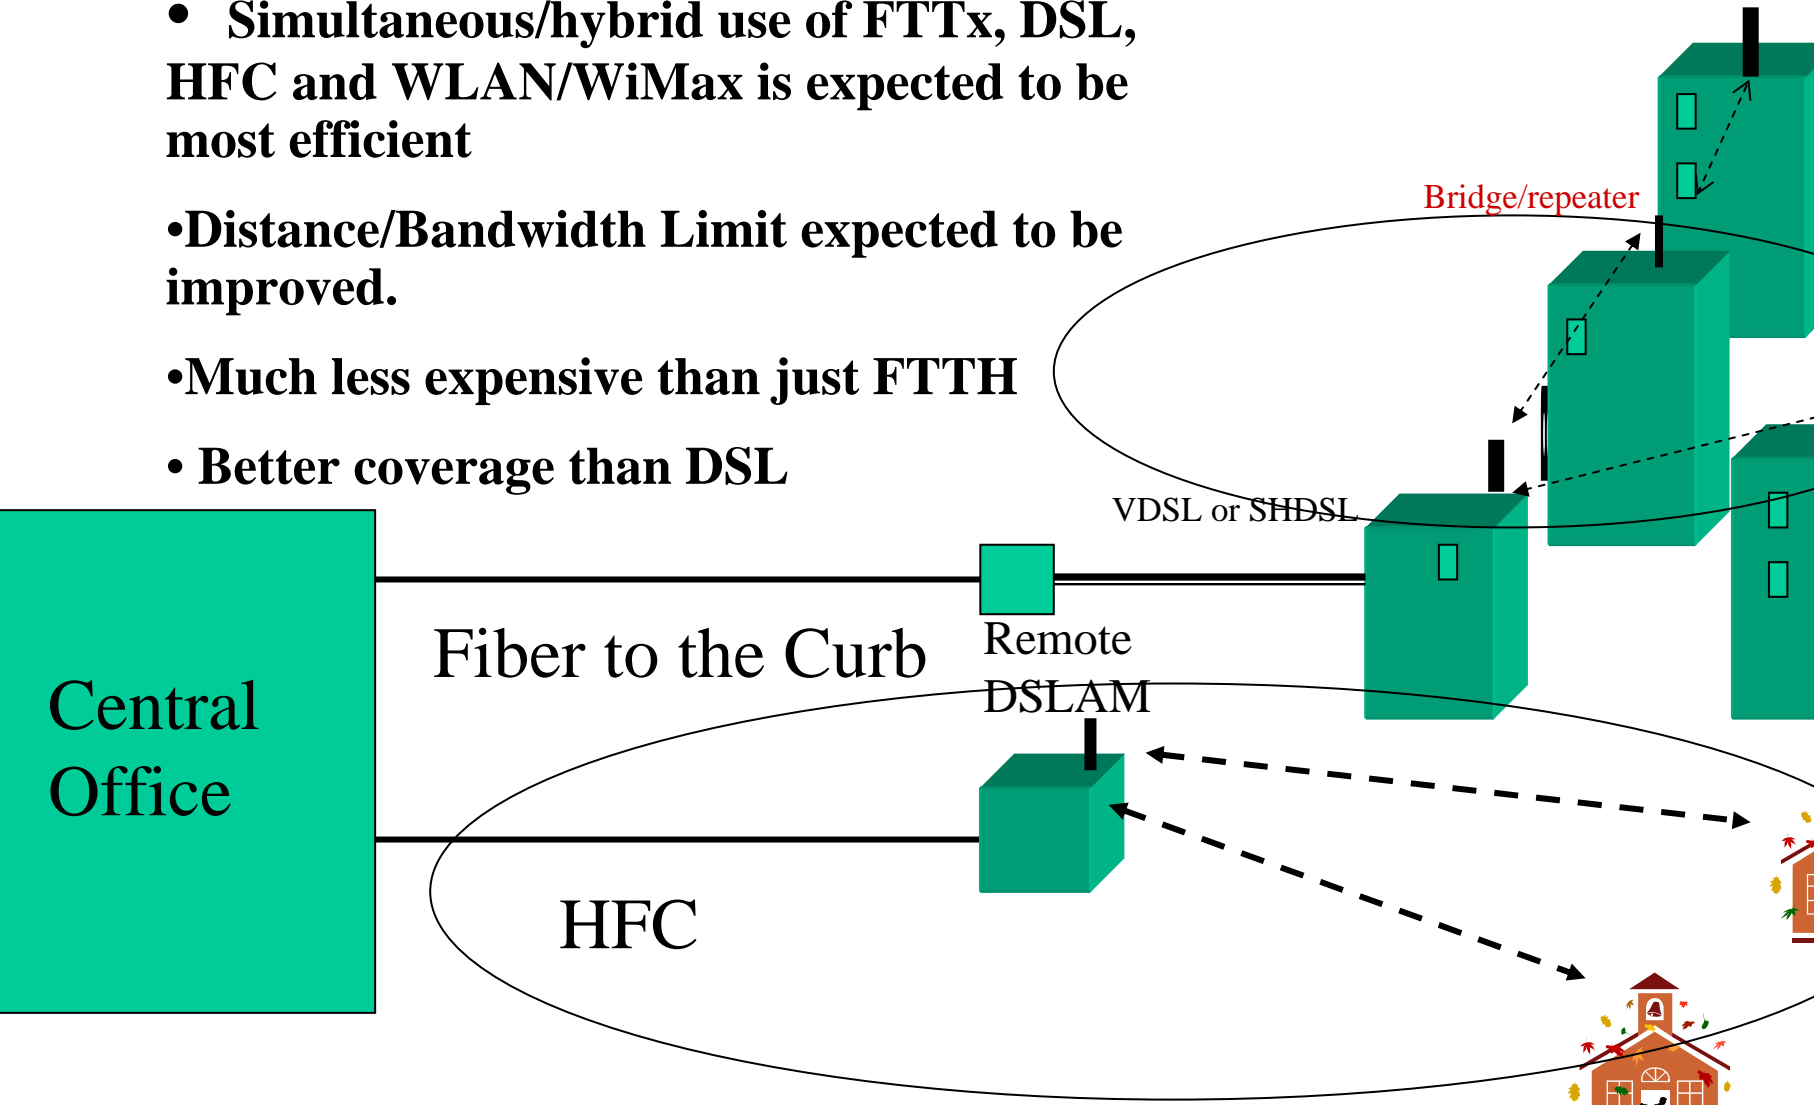 • Simultaneous/hybrid use of FTTx, DSL,
HFC and WLAN/WiMax is expected to be
most efficient
•Distance/Bandwidth Limit expected to be
improved.
•Much less expensive than just FTTH
• Better coverage than DSL
Bridge/repeater
VDSL or SHDSL
Fiber to the Curb
Remote
DSLAM
Central
Office
HFC